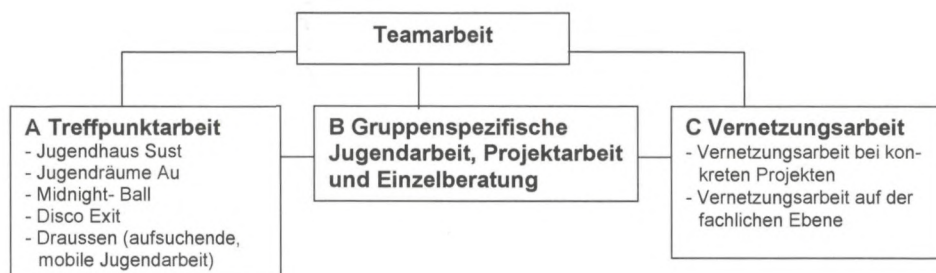 Teamarbeit
A Treffpunktarbeit
- Jugendhaus Sust
- Jugendräume Au
- Midnight- Ball
- Disco Exit
- Draussen (aufsuchende,
mobile Jugendarbeit)
B Gruppenspezifische
Jugendarbeit, Projektarbeit
und Einzelberatung
C Vernetzungsarbeit
- Vernetzungsarbeit bei kon-
kreten Projekten
- Vernetzungsarbeit auf der
fachlichen Ebene